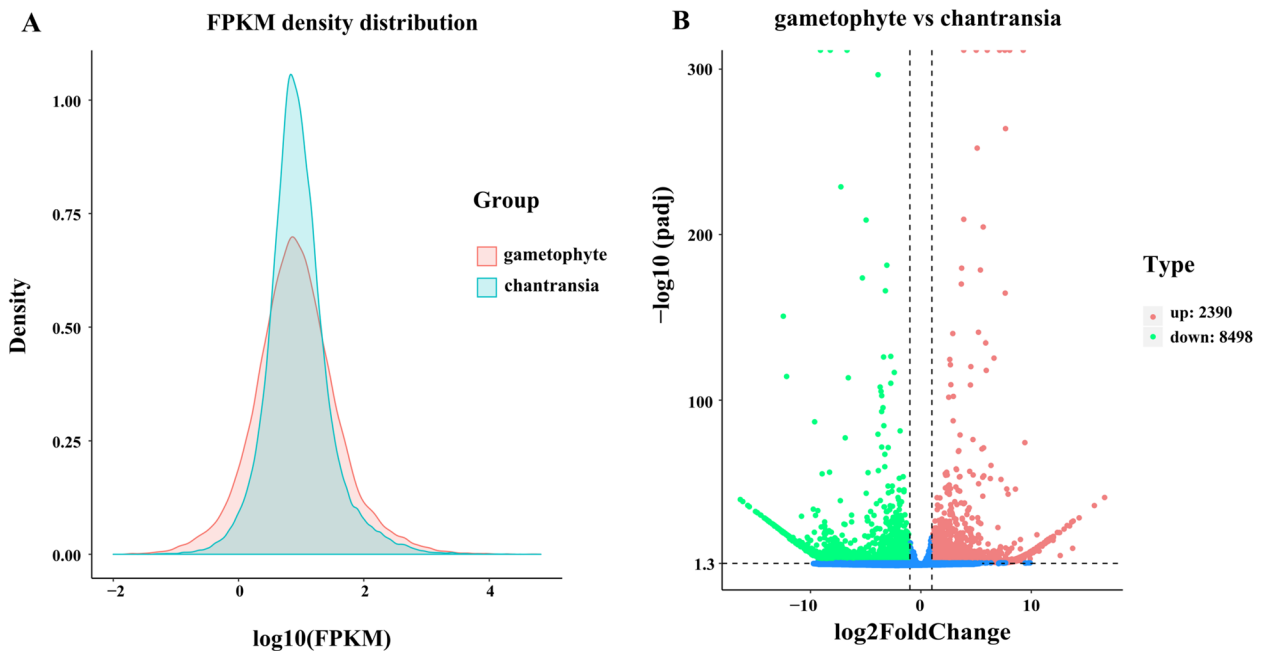 A
FPKM density distribution
1.00
0.75
0.50
0.25
0.00
Density
−2
0
2
4
log10(FPKM)
Group
gametophyte
chantransia
B
gametophyte vs chantransia
300
200
100
1.3
−log10 (padj)
−10
0
10
log2FoldChange
Type
up: 2390
down: 8498